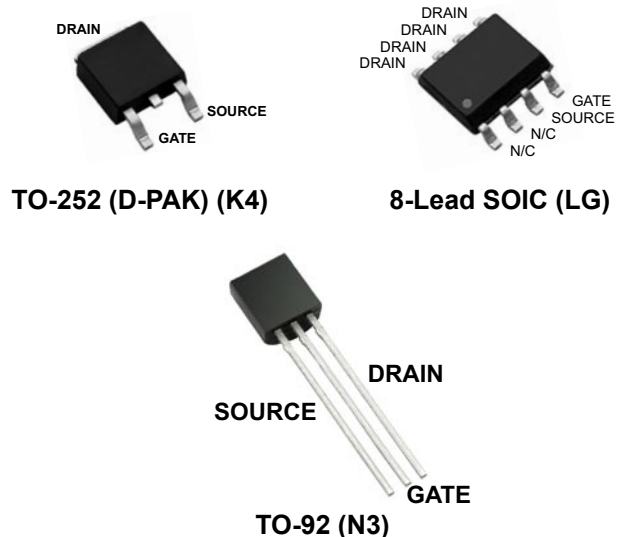 DRAIN
SOURCE
GATE
TO-252 (D-PAK) (K4)
DRAIN
DRAIN
DRAIN
DRAIN
GATE
SOURCE
N/C
N/C
8-Lead SOIC (LG)
DRAIN
SOURCE
GATE
TO-92 (N3)